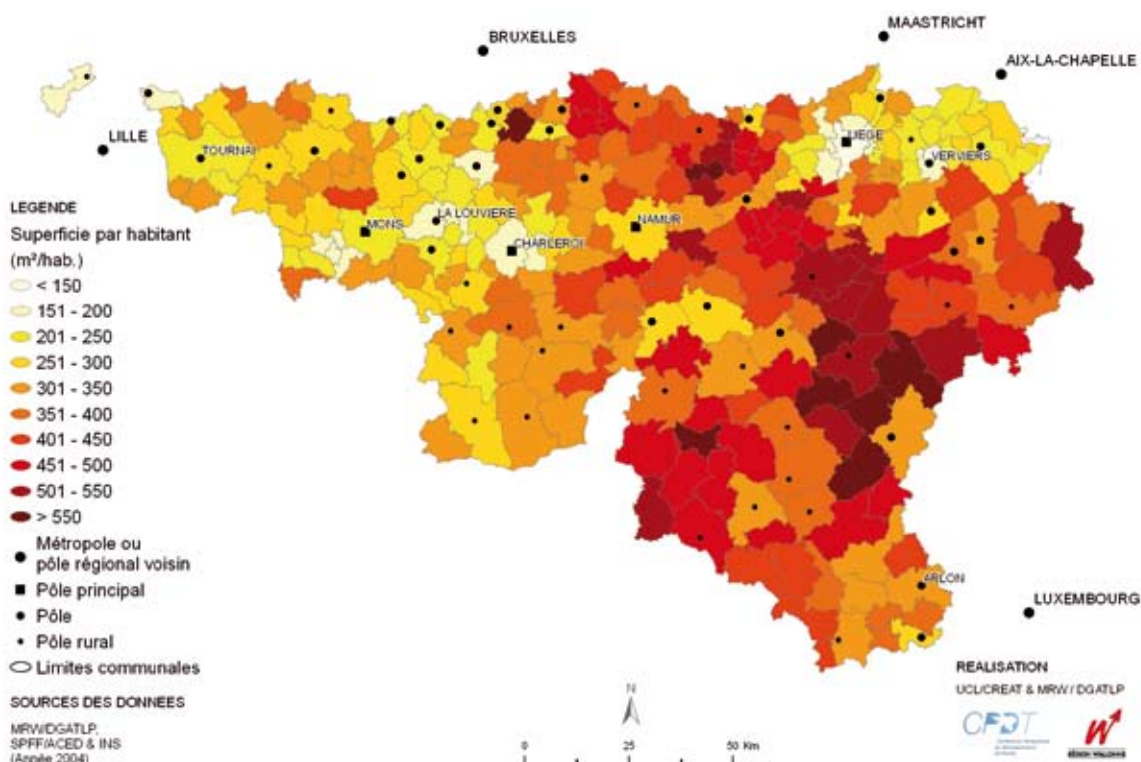 BRUXELLES
MAASTRICHT
AIX-LA-CHAPELLE
LILLE
TOURNAI
LIEGE
VERVIERS
MONS
LA LOUVIERE
CHARLEROI
NAMUR
ARLON
LUXEMBOURG
LEGENDE
Superficie par habitant
(m²/hab.)
< 150
151 - 200
201 - 250
251 - 300
301 - 350
351 - 400
401 - 450
451 - 500
501 - 550
> 550
Métropole ou
pôle régional voisin
Pôle principal
Pôle
Pôle rural
Limites communales
SOURCES DES DONNEES
MRW/DGATLP,
SPFF/ACED & INS
(Année 2004)
N
0 25 50 Km
REALISATION
UCL/CREAT & MRW / DGATLP
CPDT
W
REGION WALLONNE